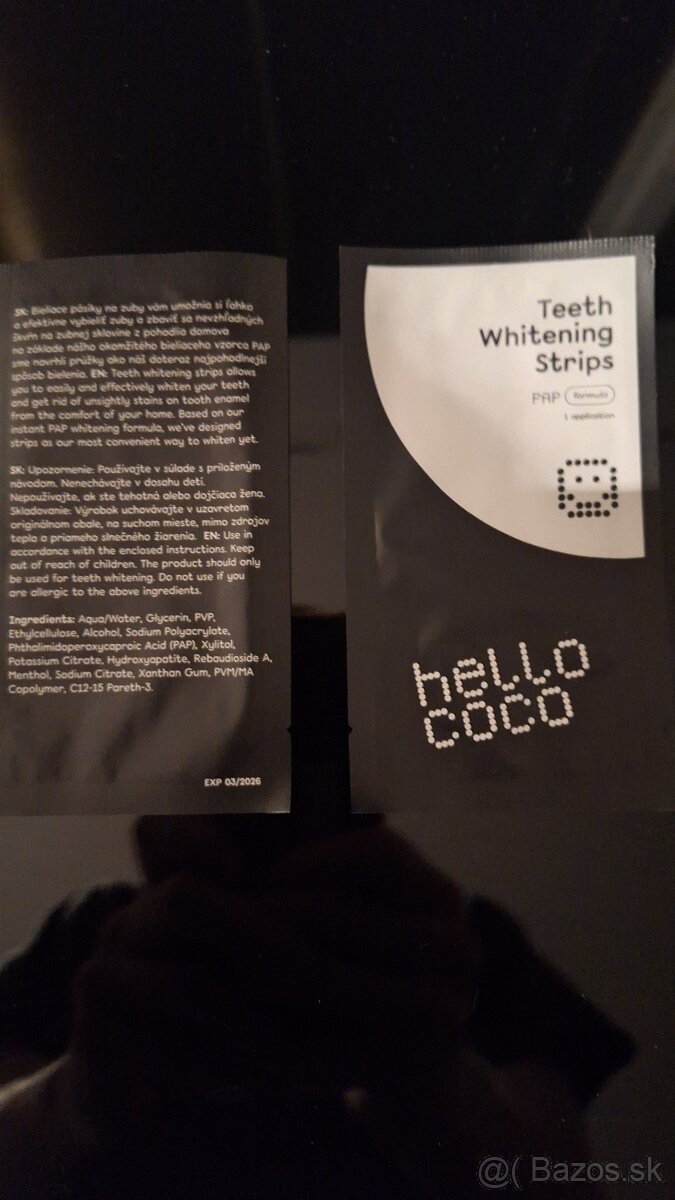 SK: Bieliace pásiky na zuby vám umožnia si ľahko
a efektívne vybieliť zuby a zbaviť sa nevzhľadných
škvŕn na zubnej sklovine z pohodlia domova
na základe nášho okamžitého bieliaceho vzorca PAP
sme navrhli prúžky ako náš doteraz najpohodlnejší
spôsob bielenia. EN: Teeth whitening strips allows
you to easily and effectively whiten your teeth
and get rid of unsightly stains on tooth enamel
from the comfort of your home. Based on our
instant PAP whitening formula, we've designed
strips as our most convenient way to whiten yet.
SK: Upozornenie: Používajte v súlade s priloženým
návodom. Nenechávajte v dosahu detí.
Nepoužívajte, ak ste tehotná alebo dojčiaca žena.
Skladovanie: Výrobok uchovávajte v uzavretom
originálnom obale, na suchom mieste, mimo zdrojov
tepla a priameho slnečného žiarenia. EN: Use in
accordance with the enclosed instructions. Keep
out of reach of children. The product should only
be used for teeth whitening. Do not use if you
are allergic to the above ingredients.
Ingredients: Aqua/Water, Glycerin, PVP,
Ethylcellulose, Alcohol, Sodium Polyacrylate,
Phthalimidoperoxycaproic Acid (PAP), Xylitol,
Potassium Citrate, Hydroxyapatite, Rebaudioside A,
Menthol, Sodium Citrate, Xanthan Gum, PVM/MA
Copolymer, C12-15 Pareth-3.
EXP 03/2026
Teeth
Whitening
Strips
PAP formula
1 application
hello
coco
@( Bazos.sk